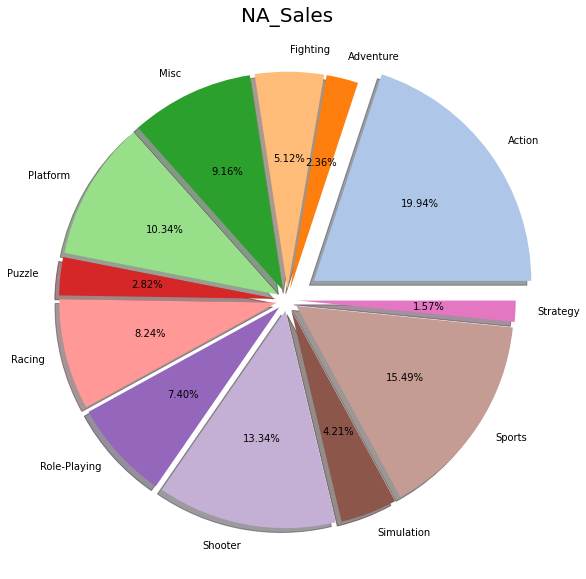 NA_Sales
Fighting
Adventure
Misc
Action
5.12%
2.36%
9.16%
Platform
19.94%
10.34%
Puzzle
2.82%
1.57%
Strategy
8.24%
Racing
15.49%
7.40%
4.21%
13.34%
Sports
Role-Playing
Simulation
Shooter